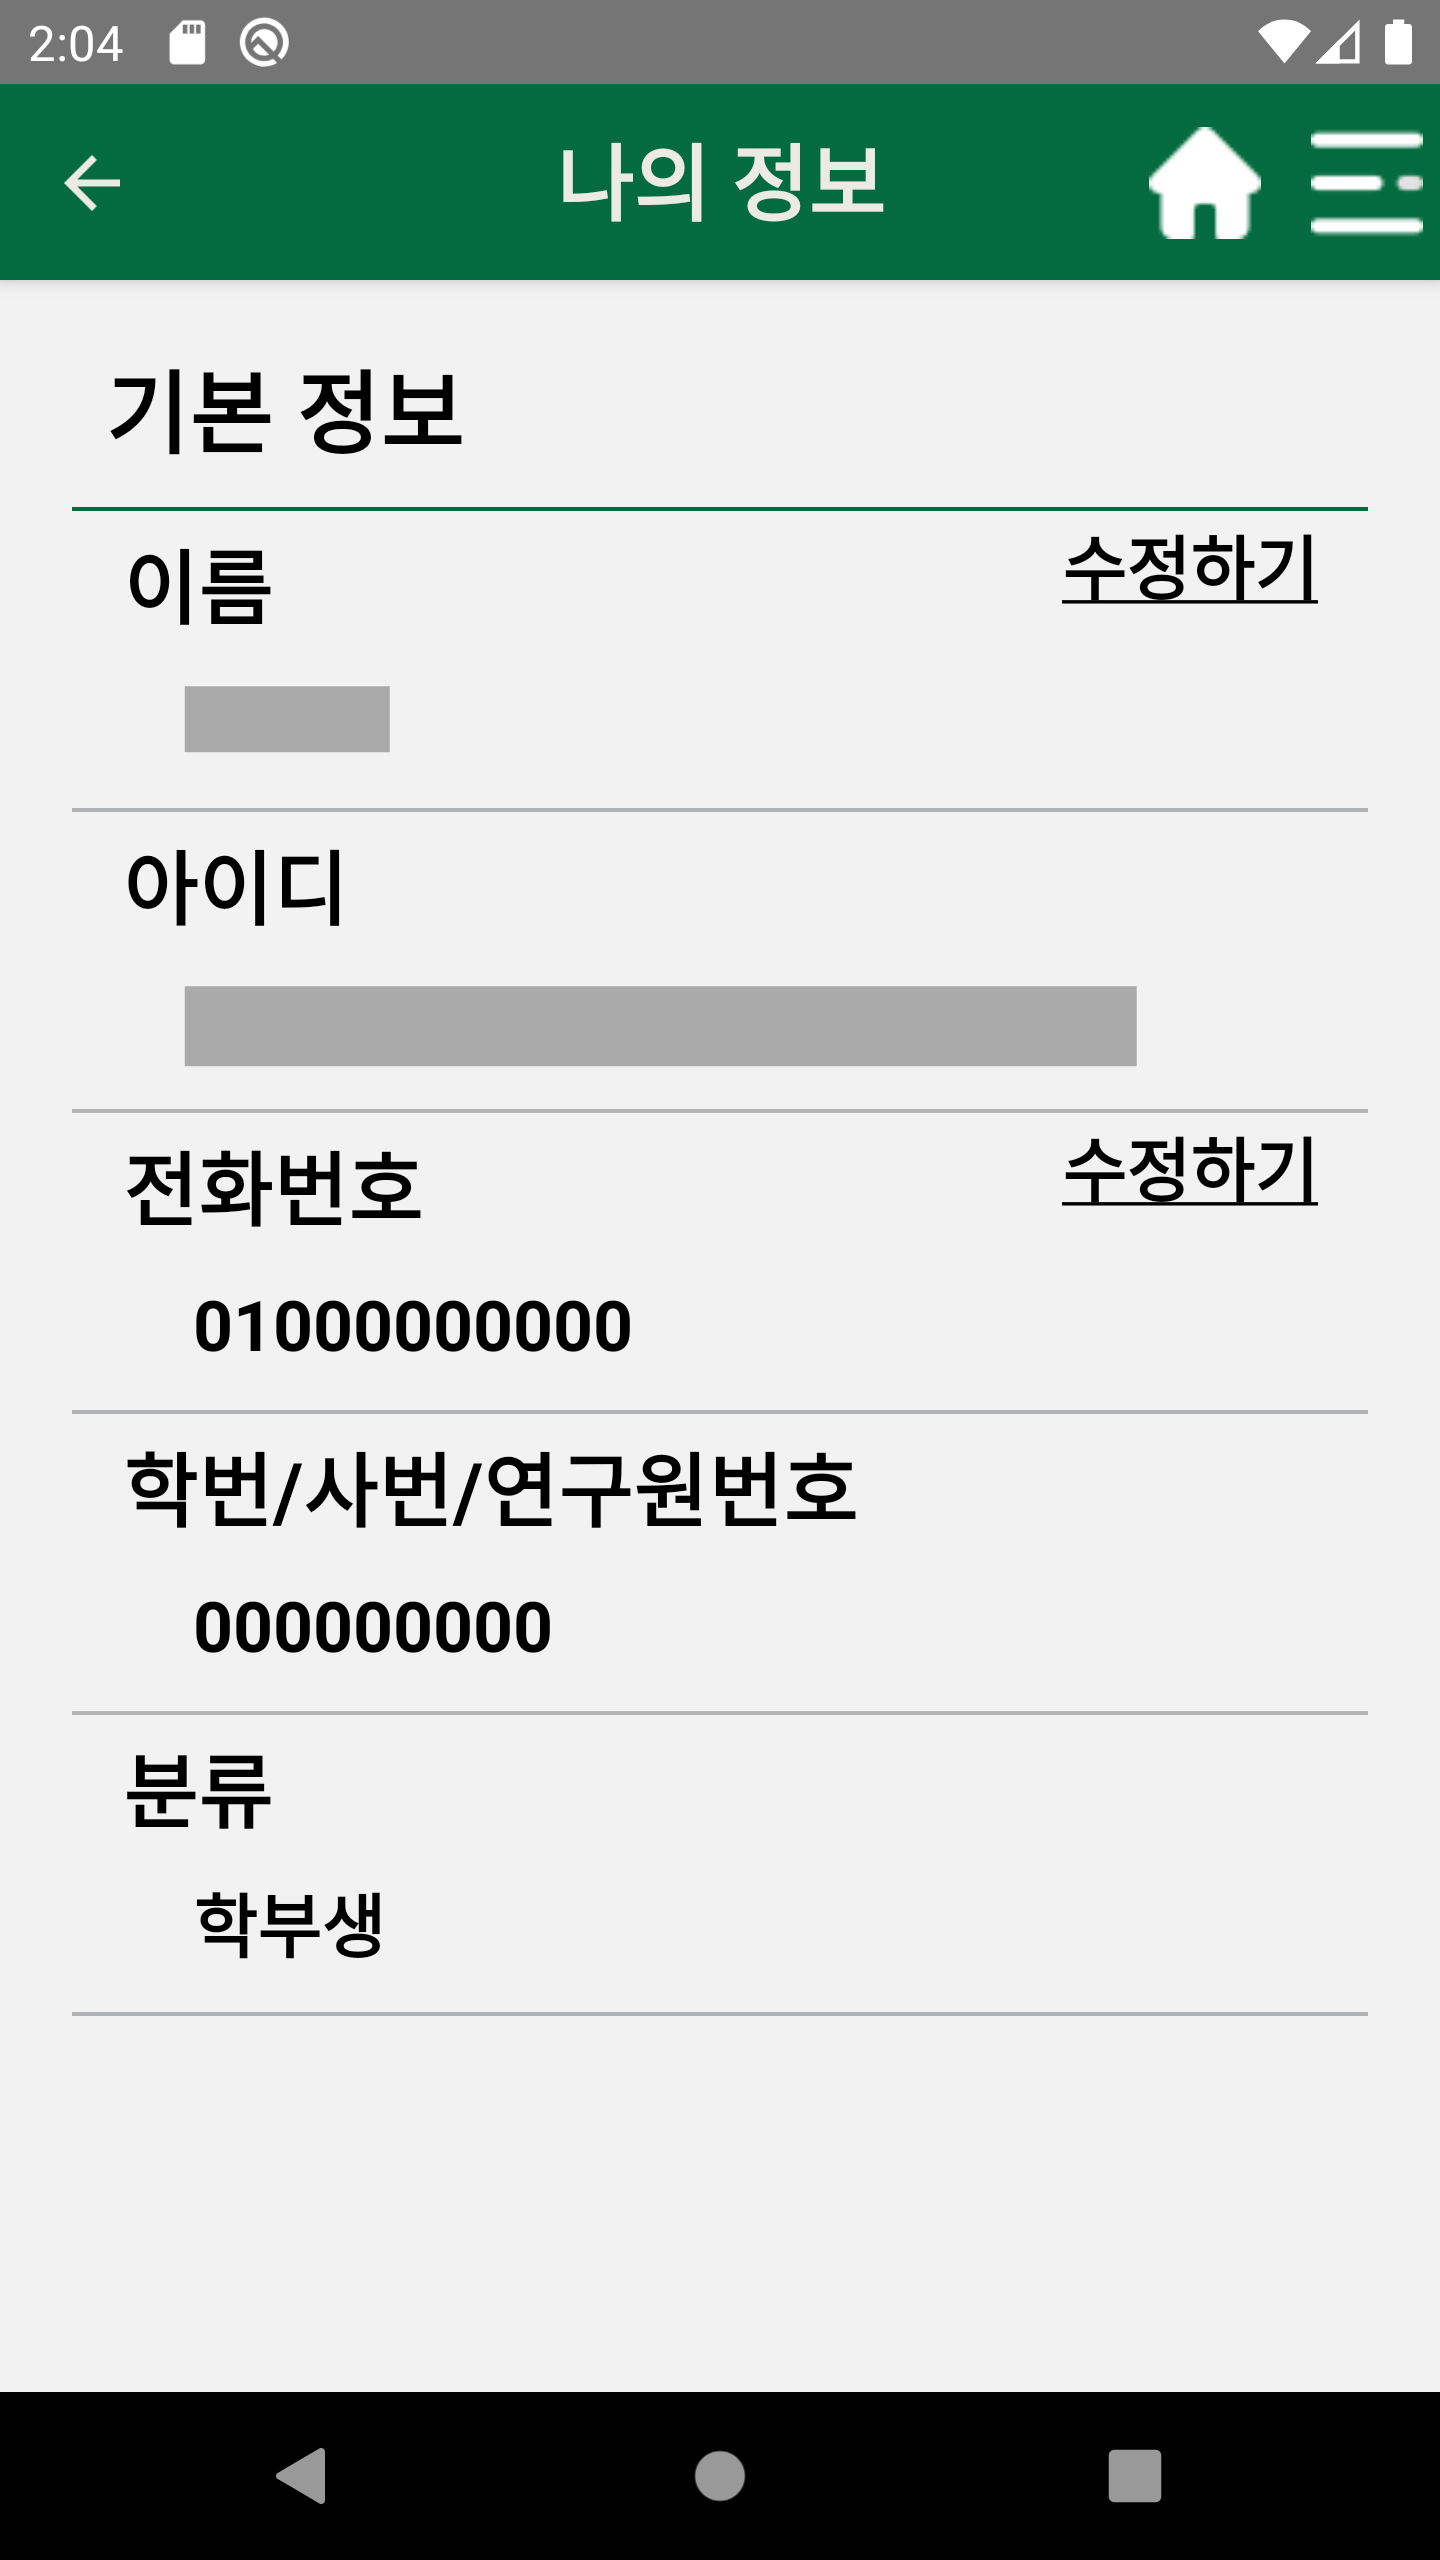 2:04
나의 정보
기본 정보
이름
수정하기
아이디
전화번호
수정하기
01000000000
학번/사번/연구원번호
000000000
분류
학부생